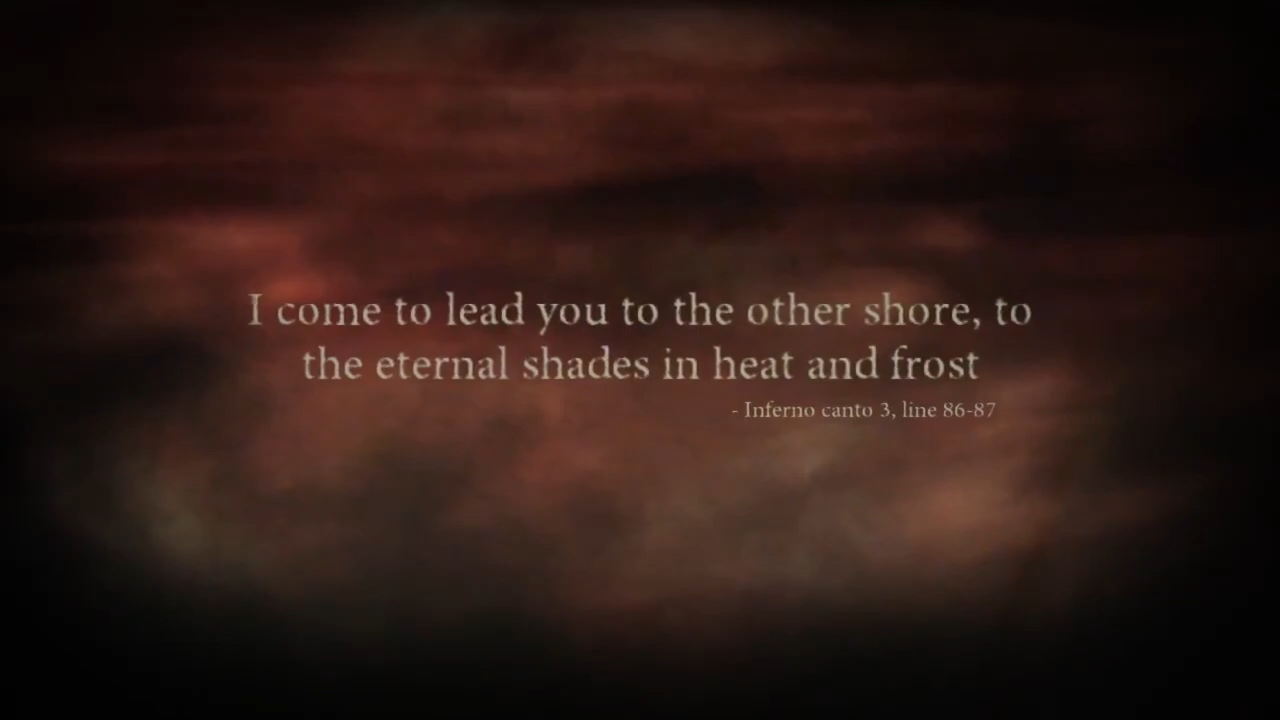 I come to lead you to the other shore, to
the eternal shades in heat and frost
- Inferno canto 3, line 86-87